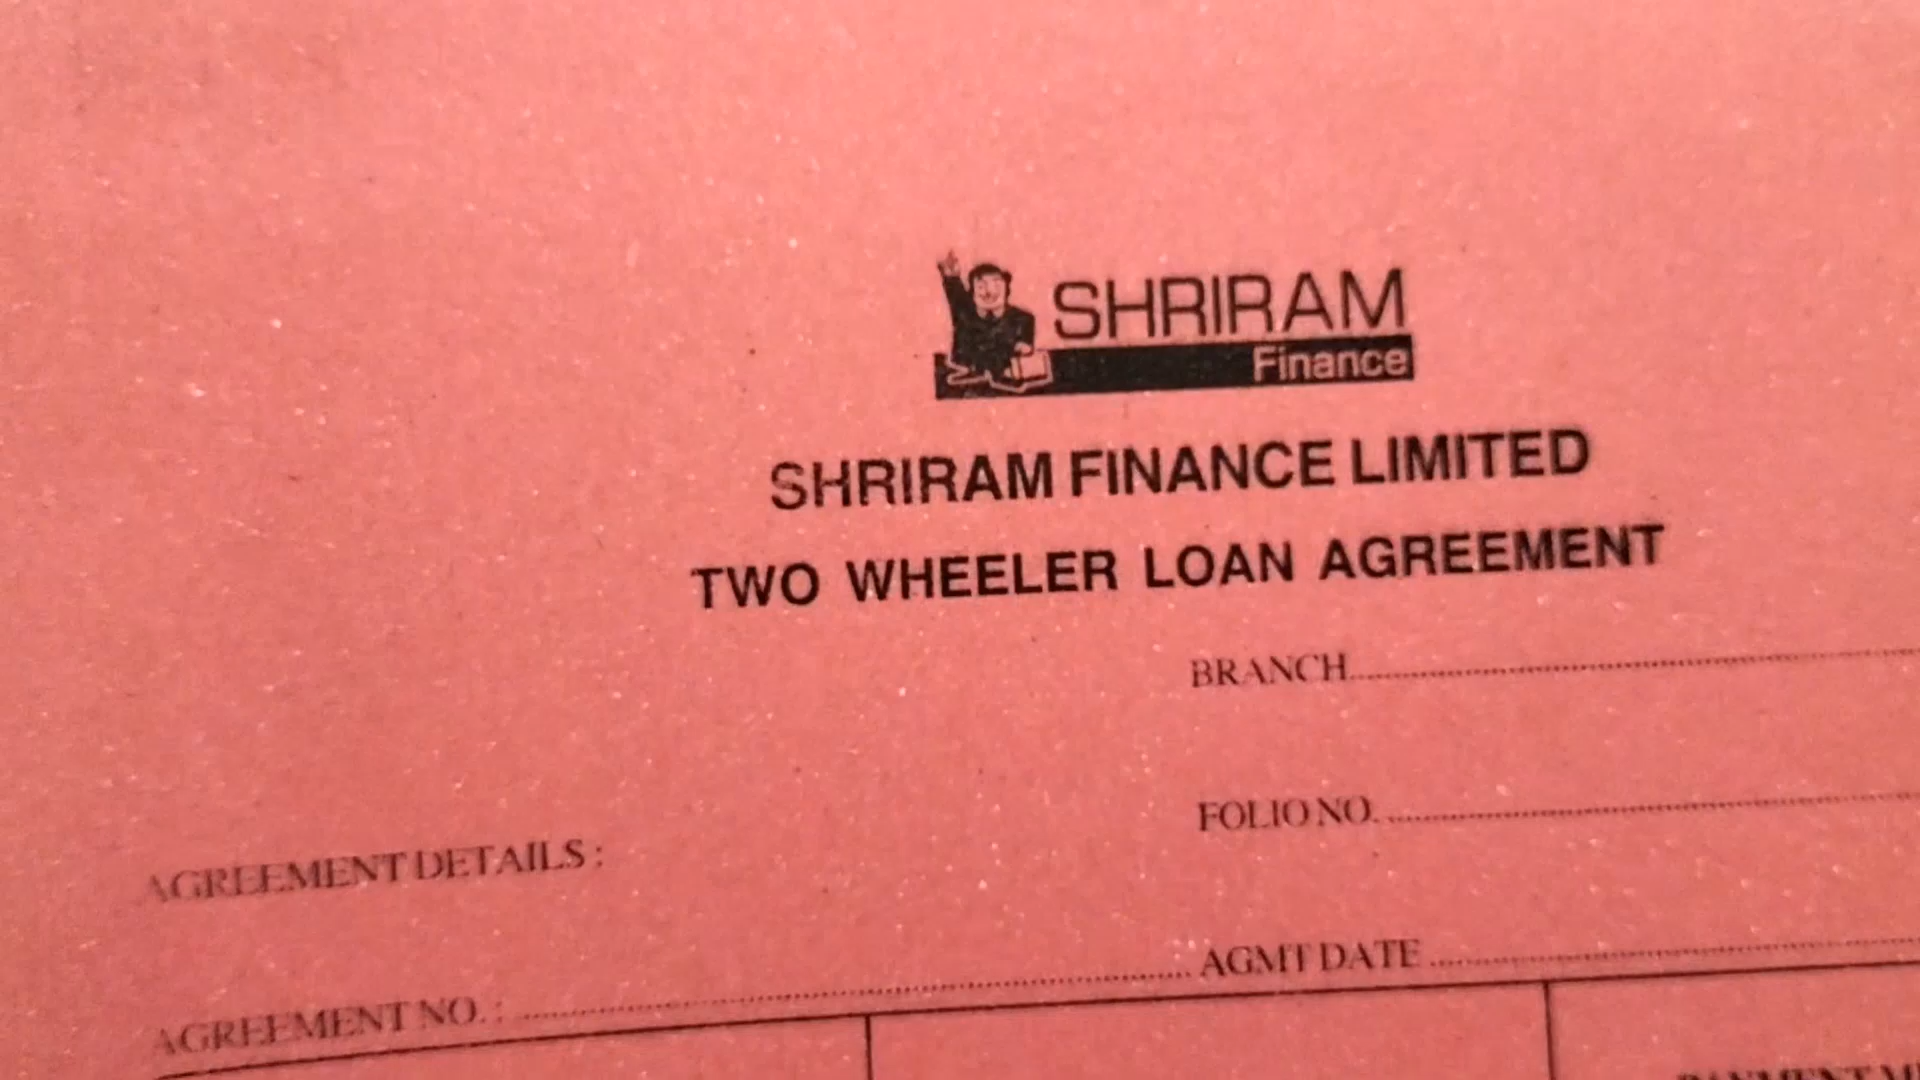 SHRIRAM
Finance
SHRIRAM FINANCE LIMITED
TWO WHEELER LOAN AGREEMENT
BRANCH
FOLIO NO.
AGREEMENT DETAILS :
AGREEMENT NO. : AGMT DATE